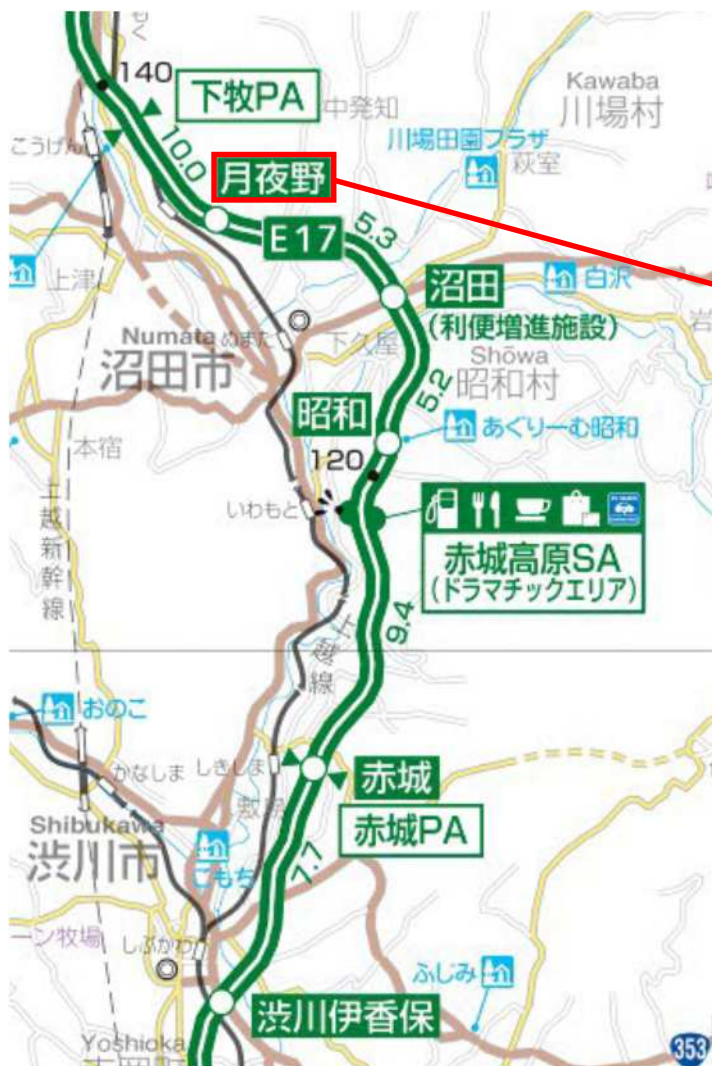 140
下牧PA
中発知
Kawaba
川場村
こうげん
10.0
川場田園プラザ
萩室
月夜野
E17
5.3
上津
沼田
(利便増進施設)
白沢
岩
Numata
ぬまた
沼田市
下久屋
Shōwa
昭和村
5.2
昭和
あぐりーむ昭和
本宿
120
いわもと
上越新幹線
赤城高原SA
(ドラマチックエリア)
9.4
上越線
おのこ
かなしま
しきしま
赤城
敷島
赤城PA
Shibukawa
渋川市
こもち
7.7
ーン牧場
しぶかわ
ふじみ
渋川伊香保
Yoshioka
353